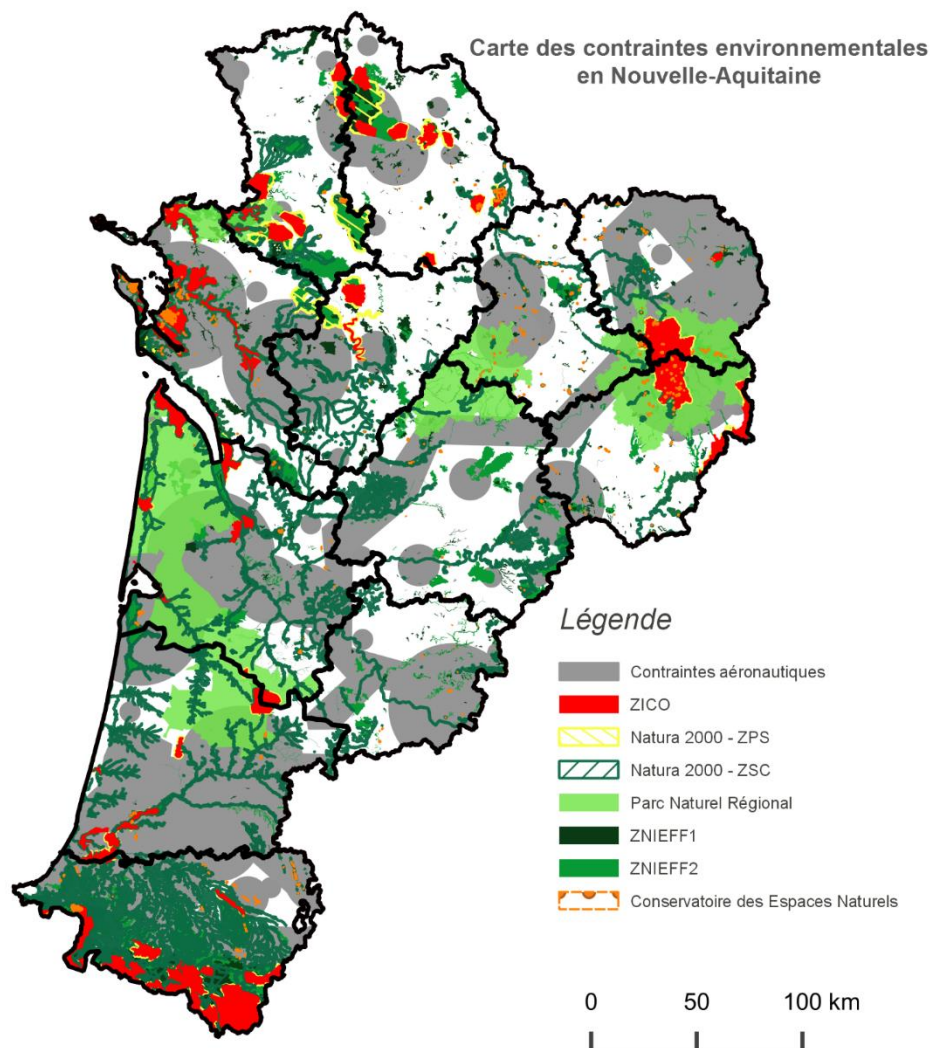 Carte des contraintes environnementales
en Nouvelle-Aquitaine
Légende
Contraintes aéronautiques
ZICO
Natura 2000 - ZPS
Natura 2000 - ZSC
Parc Naturel Régional
ZNIEFF1
ZNIEFF2
Conservatoire des Espaces Naturels
0 50 100 km